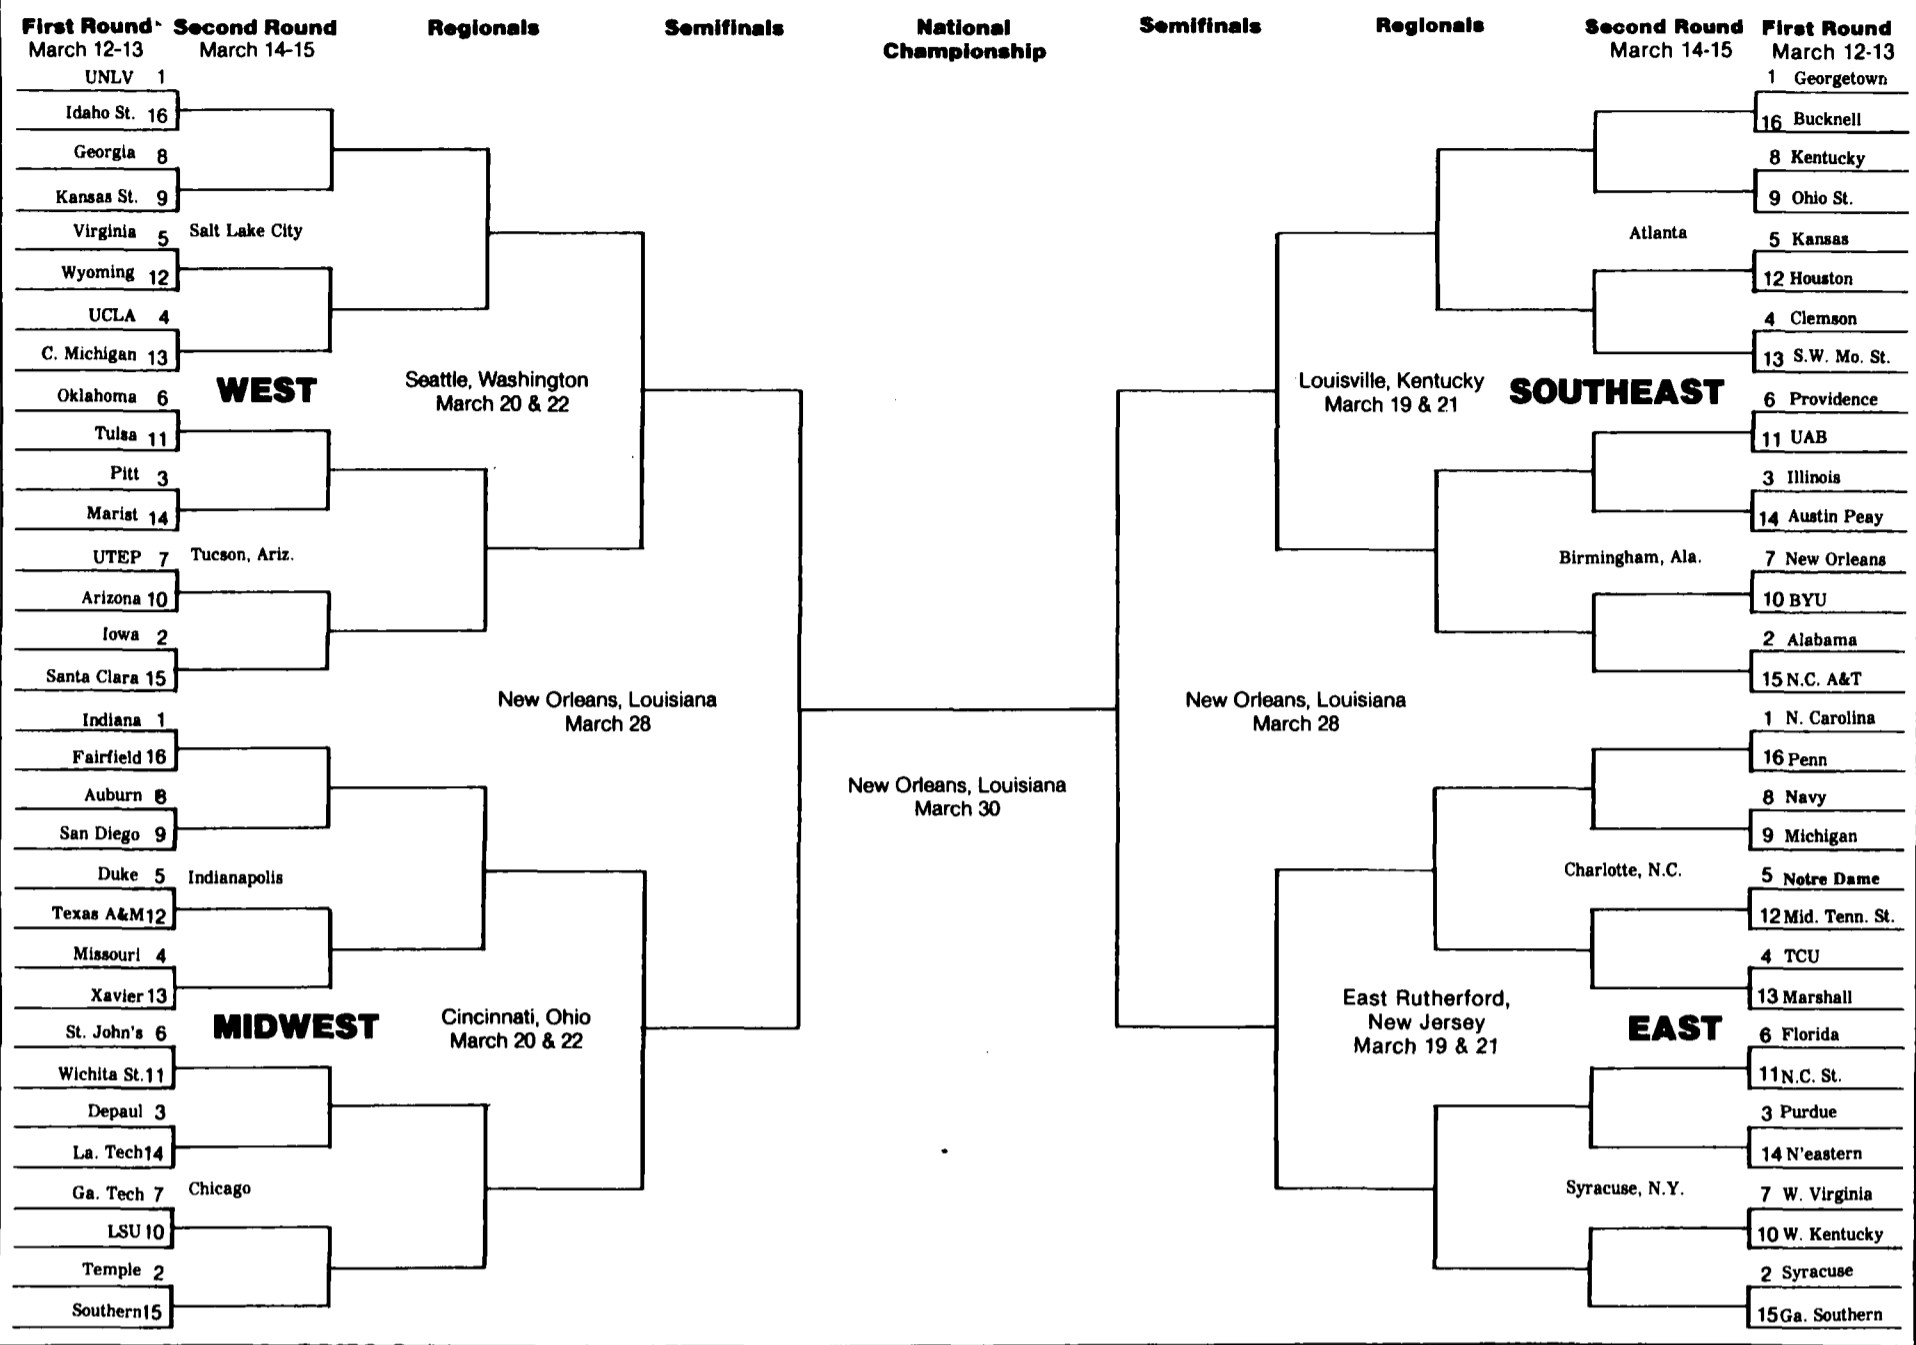 First Round Second Round Regionals Semifinals National Championship Semifinals Regionals Second Round First Round
March 12-13 March 14-15 March 14-15 March 12-13
UNLV 1
Idaho St. 16
Georgia 8
Kansas St. 9
Virginia 5
Salt Lake City
Wyoming 12
UCLA 4
C. Michigan 13
WEST
Seattle, Washington
March 20 & 22
Oklahoma 6
Tulsa 11
Pitt 3
Marist 14
UTEP 7
Tucson, Ariz.
Arizona 10
Iowa 2
Santa Clara 15
New Orleans, Louisiana
March 28
Indiana 1
Fairfield 16
Auburn 8
San Diego 9
Duke 5
Indianapolis
Texas A&M 12
Missouri 4
Xavier 13
MIDWEST
Cincinnati, Ohio
March 20 & 22
St. John's 6
Wichita St. 11
Depaul 3
La. Tech 14
Ga. Tech 7
Chicago
LSU 10
Temple 2
Southern 15
New Orleans, Louisiana
March 30
1 Georgetown
16 Bucknell
8 Kentucky
9 Ohio St.
Atlanta
5 Kansas
12 Houston
4 Clemson
13 S.W. Mo. St.
Louisville, Kentucky
March 19 & 21
SOUTHEAST
6 Providence
11 UAB
3 Illinois
14 Austin Peay
Birmingham, Ala.
7 New Orleans
10 BYU
2 Alabama
15 N.C. A&T
New Orleans, Louisiana
March 28
1 N. Carolina
16 Penn
8 Navy
9 Michigan
Charlotte, N.C.
5 Notre Dame
12 Mid. Tenn. St.
4 TCU
13 Marshall
East Rutherford,
New Jersey
March 19 & 21
EAST
6 Florida
11 N.C. St.
3 Purdue
14 N'eastern
Syracuse, N.Y.
7 W. Virginia
10 W. Kentucky
2 Syracuse
15 Ga. Southern